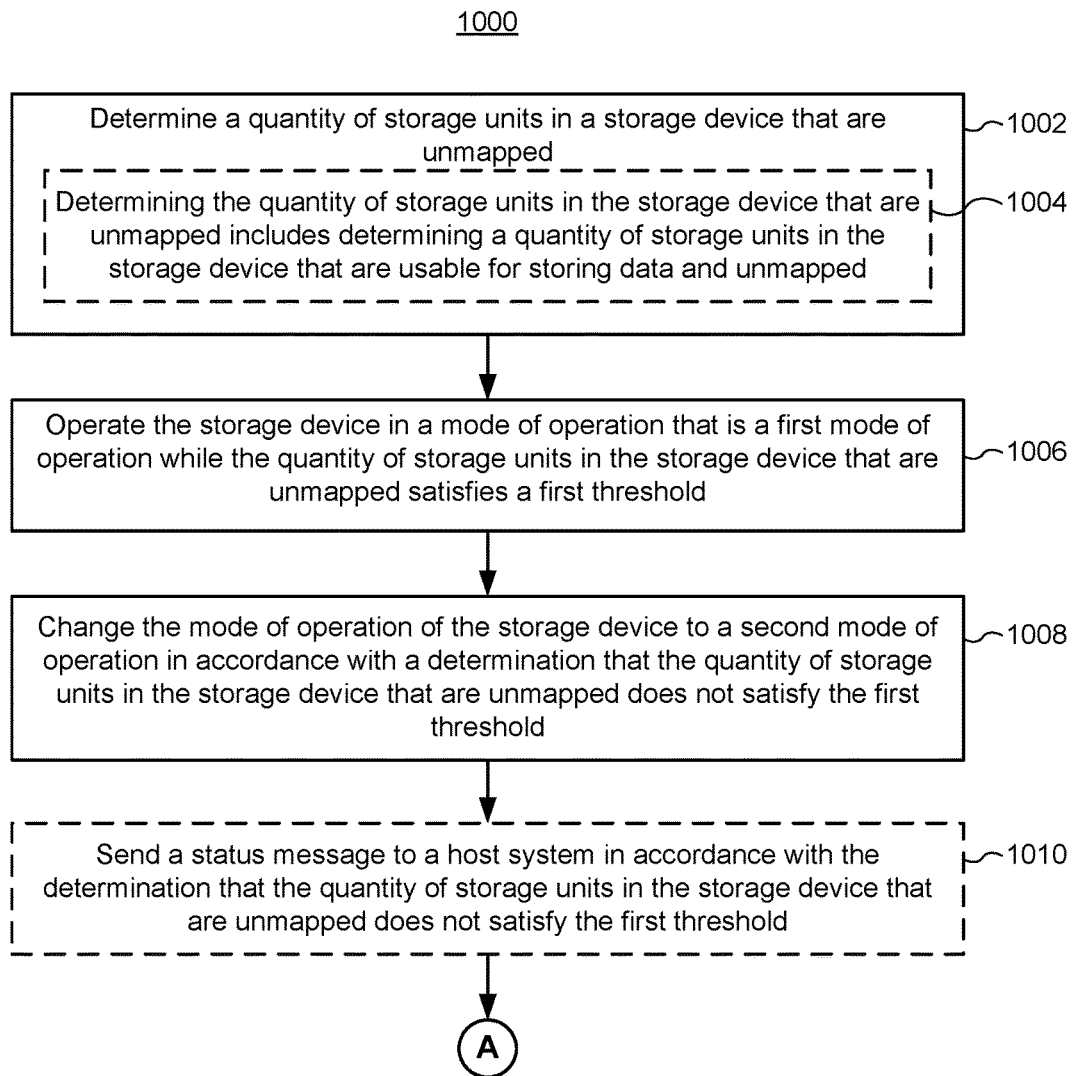 1000
Determine a quantity of storage units in a storage device that are
unmapped
1002
Determining the quantity of storage units in the storage device that are
unmapped includes determining a quantity of storage units in the
storage device that are usable for storing data and unmapped
1004
Operate the storage device in a mode of operation that is a first mode of
operation while the quantity of storage units in the storage device that are
unmapped satisfies a first threshold
1006
Change the mode of operation of the storage device to a second mode of
operation in accordance with a determination that the quantity of storage
units in the storage device that are unmapped does not satisfy the first
threshold
1008
Send a status message to a host system in accordance with the
determination that the quantity of storage units in the storage device that
are unmapped does not satisfy the first threshold
1010
A